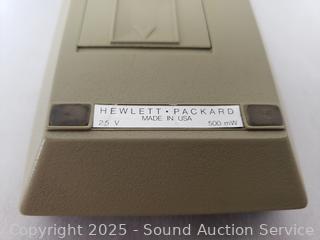 HEWLETT • PACKARD
MADE IN USA
2.5 V 500 mW
Copyright 2025 - Sound Auction Service